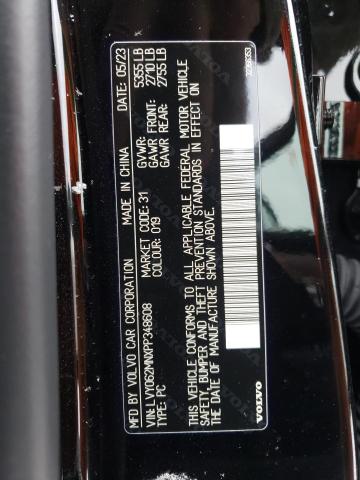 MFD BY VOLVO CAR CORPORATION MADE IN CHINA DATE: 05/23
VIN: LVY062MNXPP348608 GVWR: 5355 LB
TYPE: PC MARKET CODE: 31 GAWR FRONT: 2710 LB
COLOUR: 019 GAWR REAR: 2755 LB
THIS VEHICLE CONFORMS TO ALL APPLICABLE FEDERAL MOTOR VEHICLE
SAFETY, BUMPER AND THEFT PREVENTION STANDARDS IN EFFECT ON
THE DATE OF MANUFACTURE SHOWN ABOVE.
VOLVO